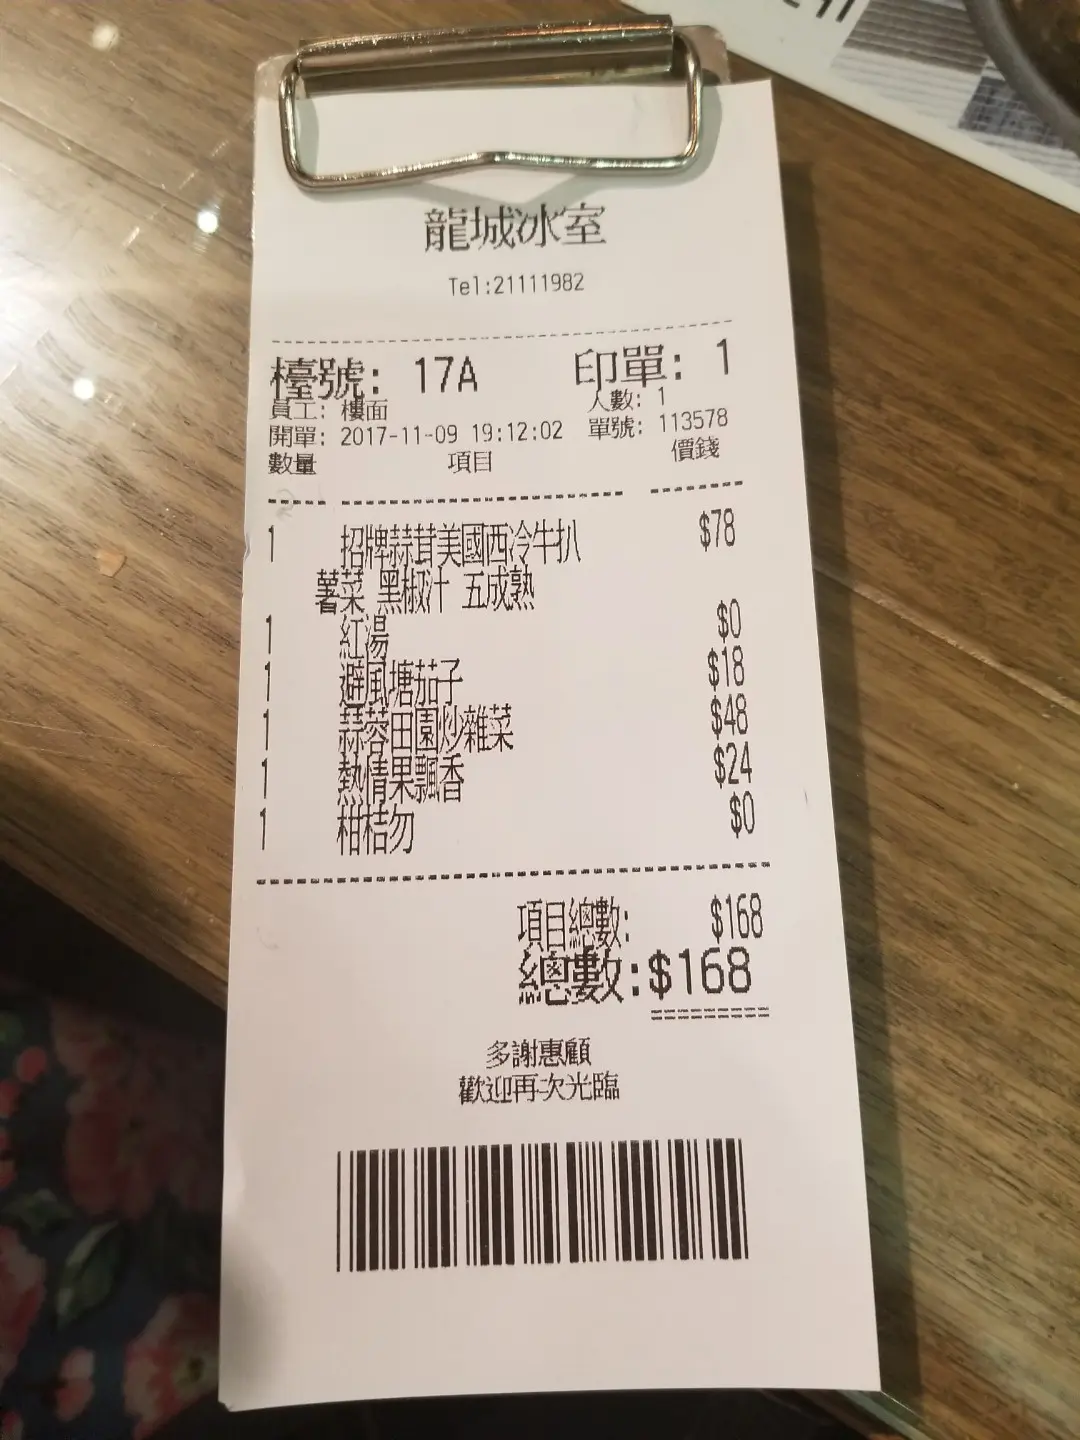 龍城冰室
Tel:21111982
檯號: 17A 印單: 1
員工: 樓面 人數: 1
開單: 2017-11-09 19:12:02 單號: 113578
數量 項目 價錢
1 招牌蒜茸美國西冷牛扒 $78
薯菜 黑椒汁 五成熟
1 紅湯 $0
1 避風塘茄子 $18
1 蒜蓉田園炒雜菜 $48
1 熱情果飄香 $24
1 柑桔勿 $0
項目總數: $168
總數:$168
多謝惠顧
歡迎再次光臨